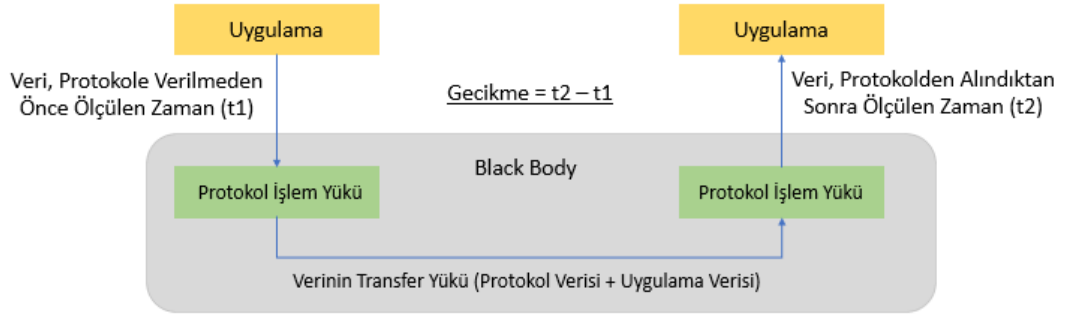 Uygulama
Uygulama
Veri, Protokole Verilmeden
Önce Ölçülen Zaman (t1)
Gecikme = t2 – t1
Veri, Protokolden Alındıktan
Sonra Ölçülen Zaman (t2)
Black Body
Protokol İşlem Yükü
Protokol İşlem Yükü
Verinin Transfer Yükü (Protokol Verisi + Uygulama Verisi)